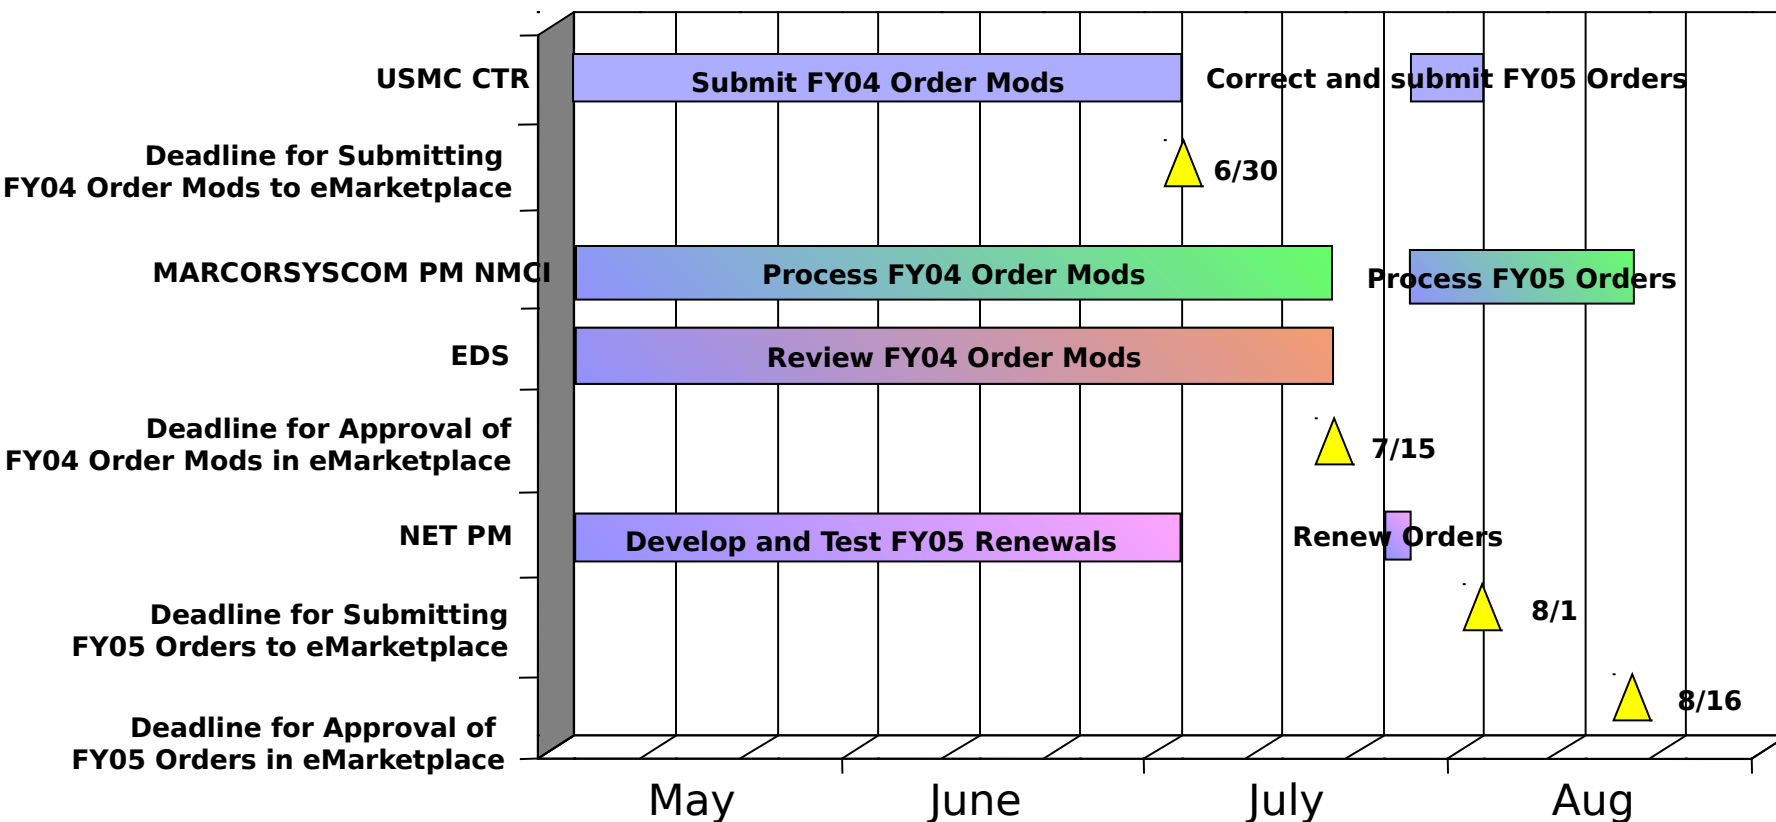 USMC CTR
Submit FY04 Order Mods
Correct and submit FY05 Orders
Deadline for Submitting
FY04 Order Mods to eMarketplace
6/30
MARCORSYSCOM PM NMCI
Process FY04 Order Mods
Process FY05 Orders
EDS
Review FY04 Order Mods
Deadline for Approval of
FY04 Order Mods in eMarketplace
7/15
NET PM
Develop and Test FY05 Renewals
Renew Orders
Deadline for Submitting
FY05 Orders to eMarketplace
8/1
Deadline for Approval of
FY05 Orders in eMarketplace
8/16
May
June
July
Aug